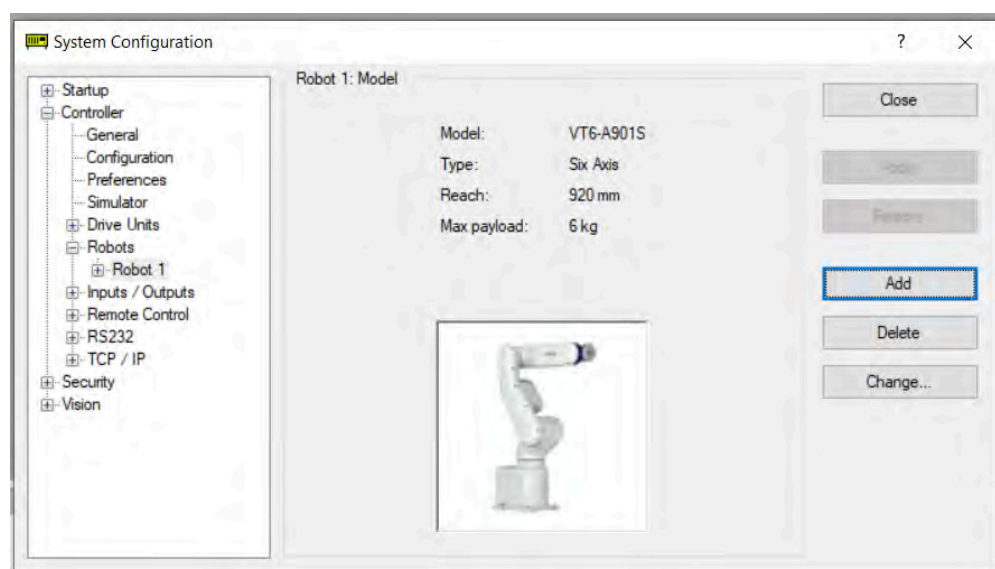 System Configuration
?
Startup
Controller
General
Configuration
Preferences
Simulator
Drive Units
Robots
Robot 1
Inputs / Outputs
Remote Control
RS232
TCP / IP
Security
Vision
Robot 1: Model
Model: VT6-A901S
Type: Six Axis
Reach: 920 mm
Max payload: 6 kg
Close
Add
Delete
Change...